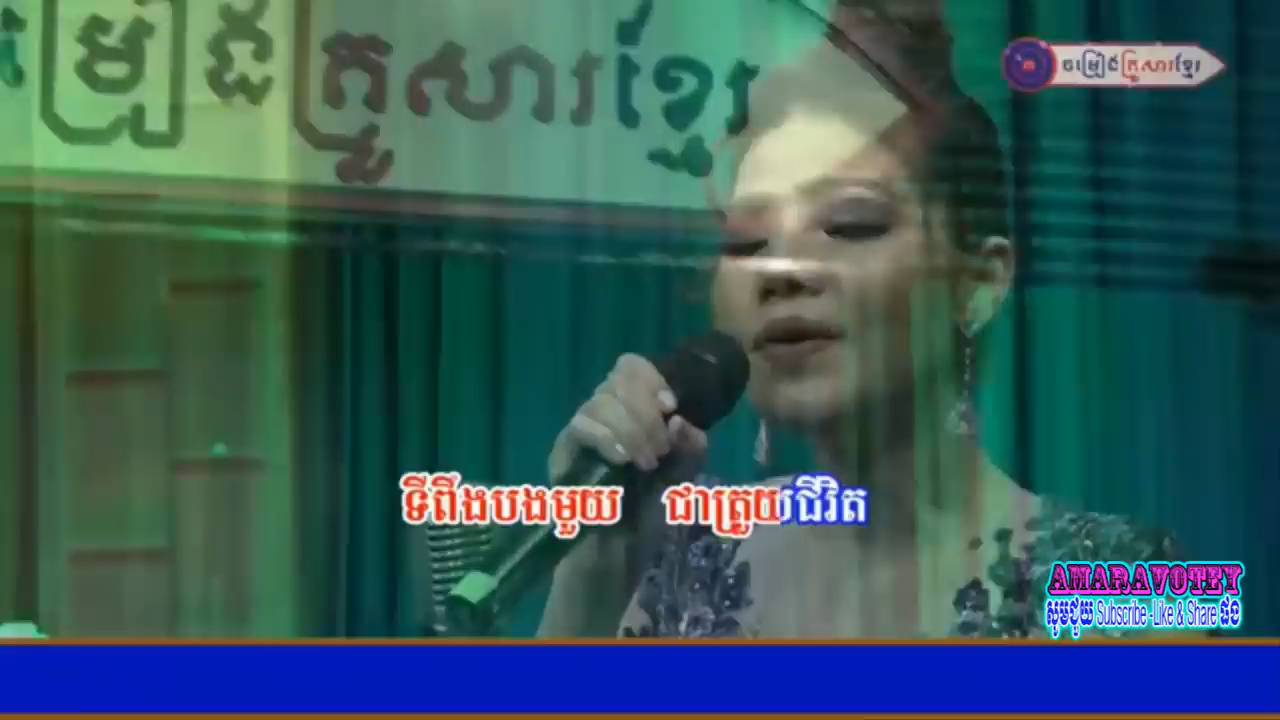 ម្រៀងគ្រួសារខ្មែរ
ចម្រៀងគ្រួសារខ្មែរ
ទីពឹងបងមួយ ជាត្រួយជីវិត
AMARAVOTEY
សូមជួយ Subscribe -Like & Share ផង